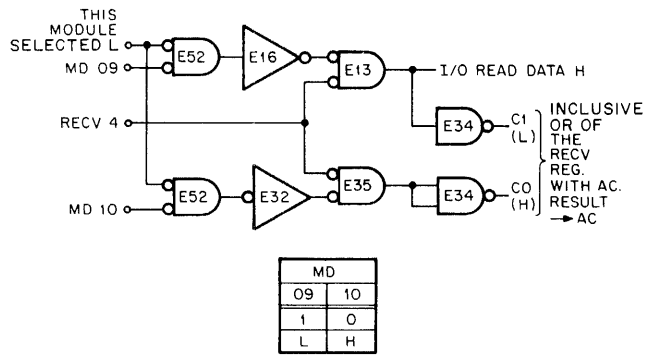 THIS
MODULE
SELECTED L
MD 09
E52
E16
E13
I/O READ DATA H
RECV 4
E34
C1
(L)
INCLUSIVE
OR OF
THE
RECV
REG.
WITH AC.
RESULT
→ AC
MD 10
E52
E32
E35
E34
C0
(H)
MD
09 10
1 0
L H